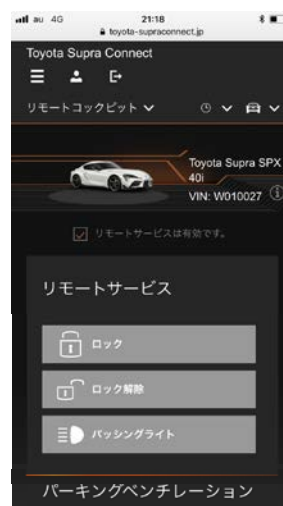 au 4G 21:18
toyota-supraconnect.jp
Toyota Supra Connect
リモートコックピット
Toyota Supra SPX
40i
VIN: W010027
リモートサービスは有効です。
リモートサービス
ロック
ロック解除
パッシングライト
パーキングベンチレーション